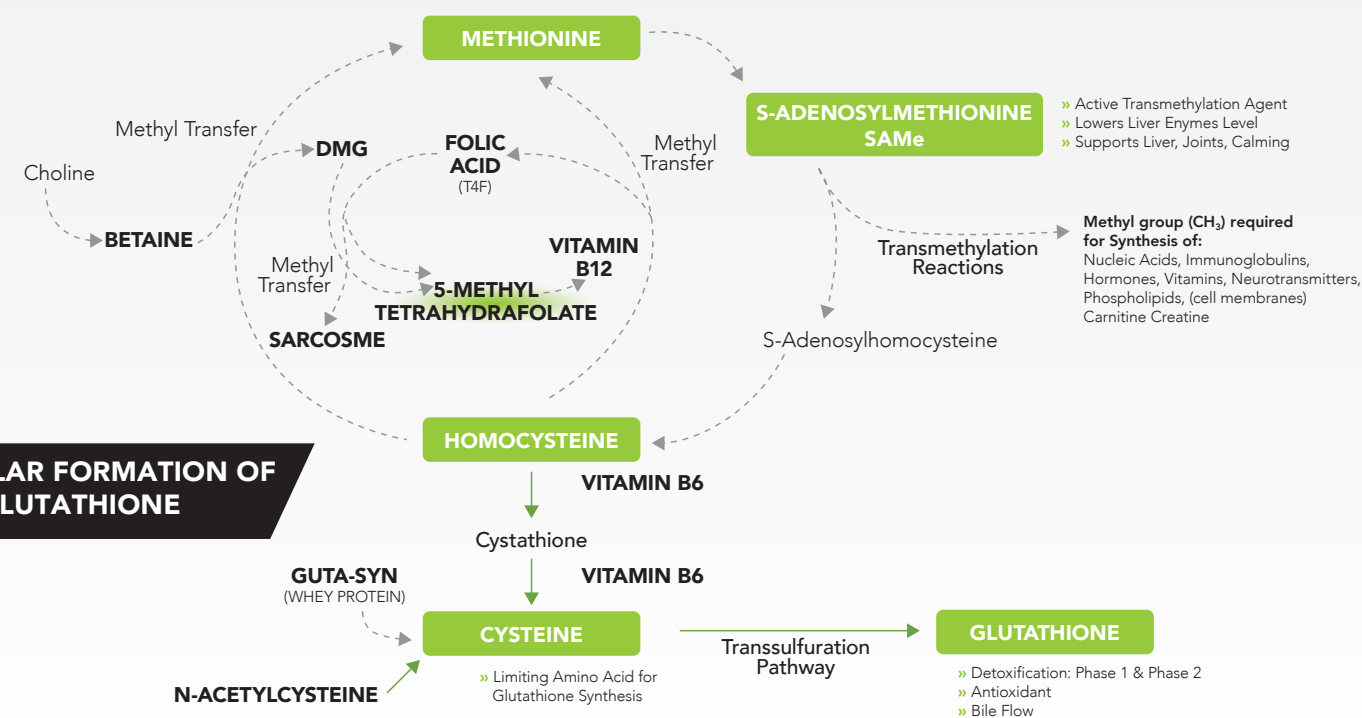 METHIONINE
S-ADENOSYLMETHIONINE
SAMe
» Active Transmethylation Agent
» Lowers Liver Enymes Level
» Supports Liver, Joints, Calming
Methyl Transfer
DMG
FOLIC
ACID
(T4F)
Methyl
Transfer
Choline
BETAINE
VITAMIN
B12
Methyl
Transfer
5-METHYL
TETRAHYDRAFOLATE
SARCOSME
Transmethylation
Reactions
Methyl group (CH₃) required
for Synthesis of:
Nucleic Acids, Immunoglobulins,
Hormones, Vitamins, Neurotransmitters,
Phospholipids, (cell membranes)
Carnitine Creatine
S-Adenosylhomocysteine
HOMOCYSTEINE
LAR FORMATION OF
LUTATHIONE
VITAMIN B6
Cystathione
VITAMIN B6
GUTA-SYN
(WHEY PROTEIN)
CYSTEINE
» Limiting Amino Acid for
Glutathione Synthesis
N-ACETYLCYSTEINE
Transsulfuration
Pathway
GLUTATHIONE
» Detoxification: Phase 1 & Phase 2
» Antioxidant
» Bile Flow